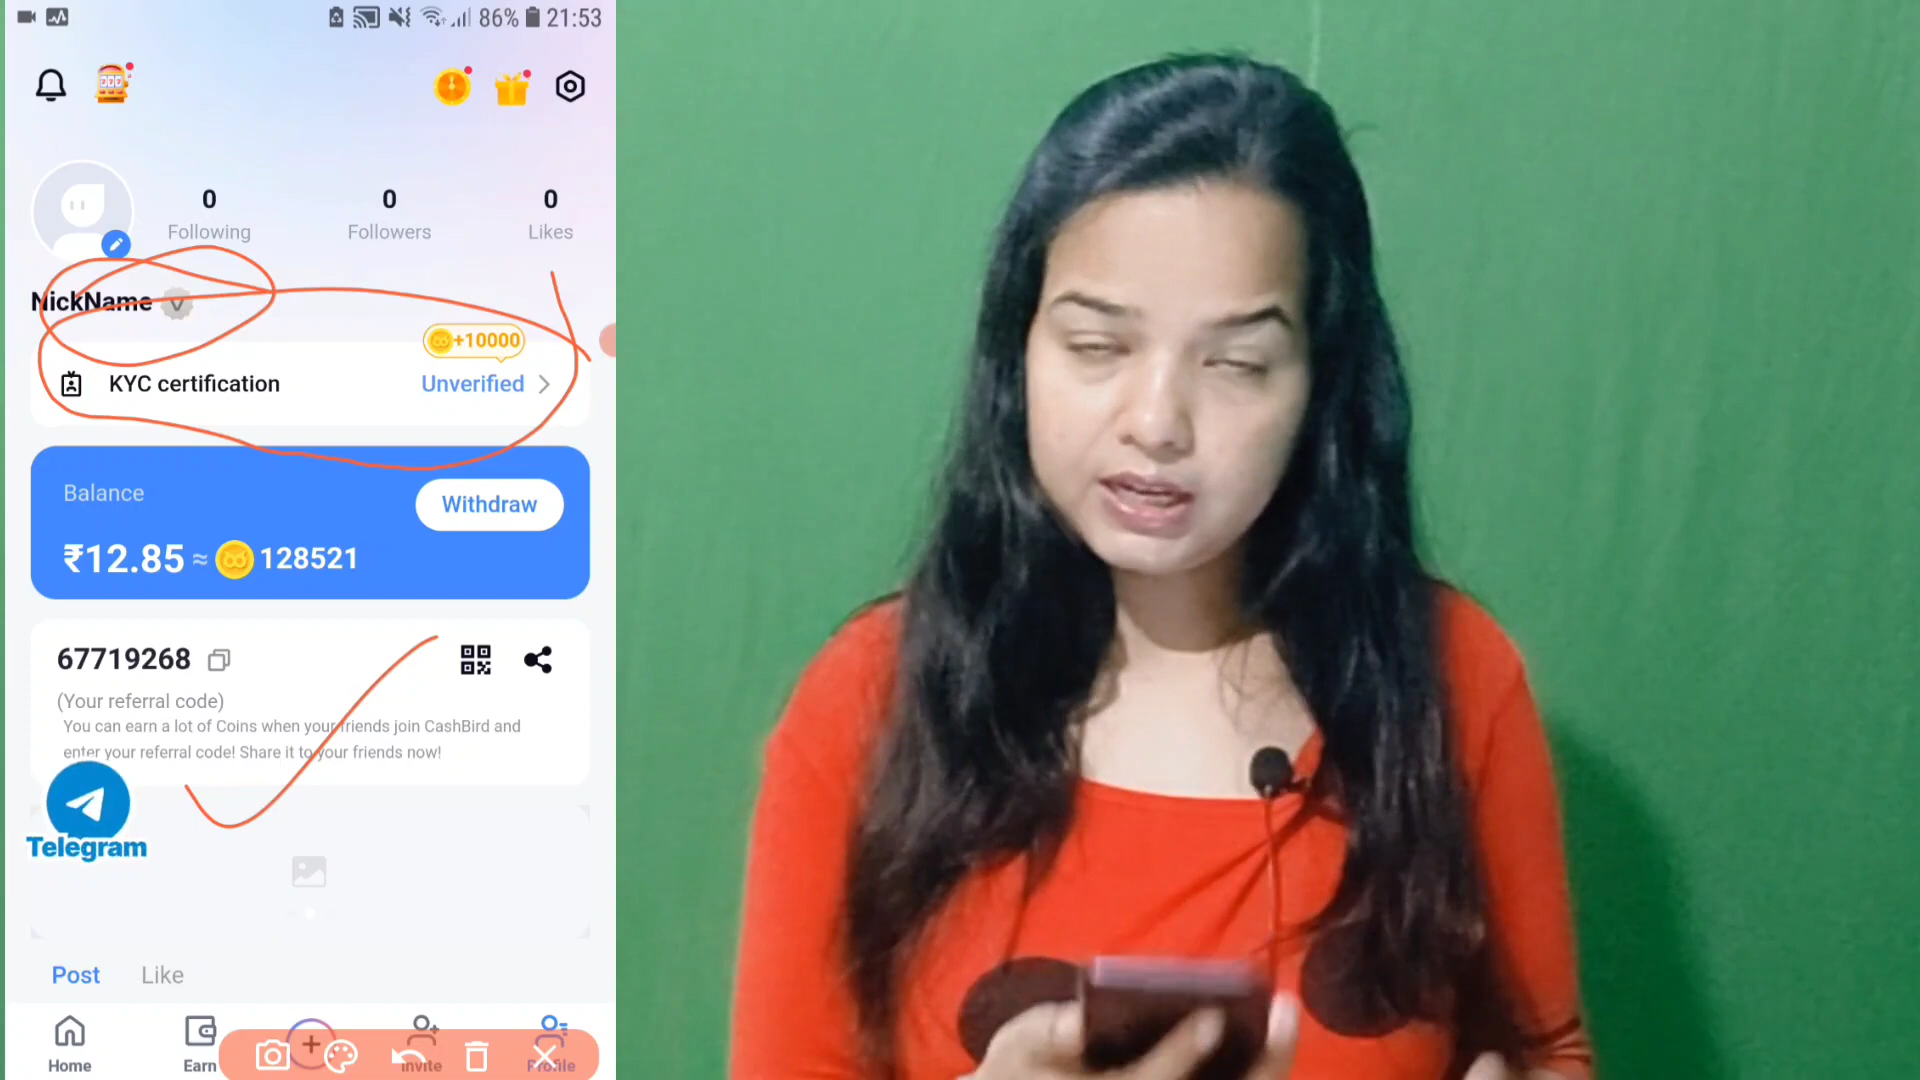 86% 21:53
0 0 0
Following Followers Likes
NickName
+10000
KYC certification Unverified
Balance
Withdraw
₹12.85 ≈ 128521
67719268
(Your referral code)
You can earn a lot of Coins when your friends join CashBird and
enter your referral code! Share it to your friends now!
Telegram
Post Like
Home Earn Invite Profile